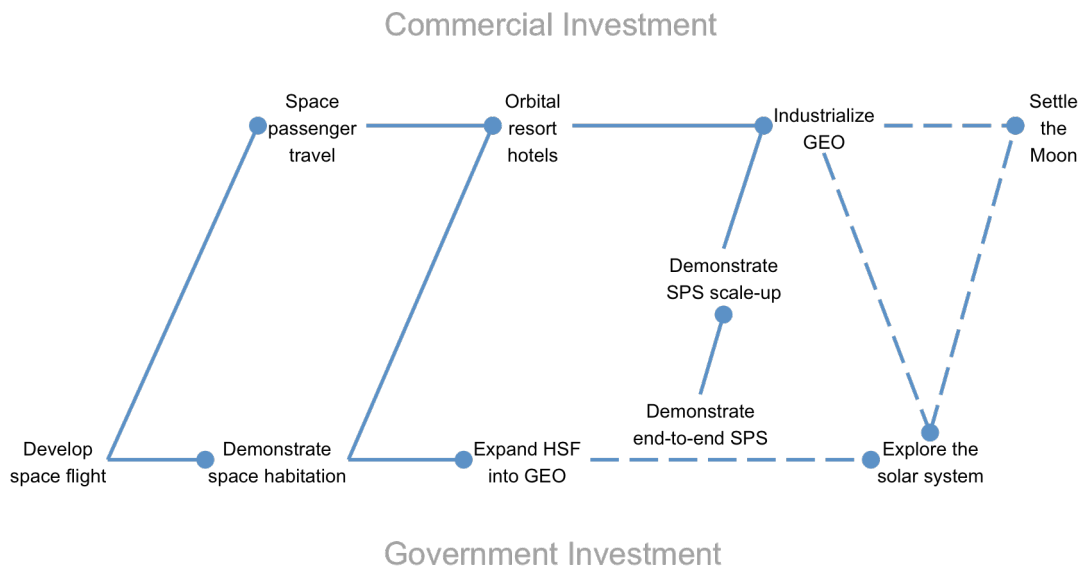 Commercial Investment
Space
passenger
travel
Orbital
resort
hotels
Industrialize
GEO
Settle
the
Moon
Demonstrate
SPS scale-up
Demonstrate
end-to-end SPS
Develop
space flight
Demonstrate
space habitation
Expand HSF
into GEO
Explore the
solar system
Government Investment